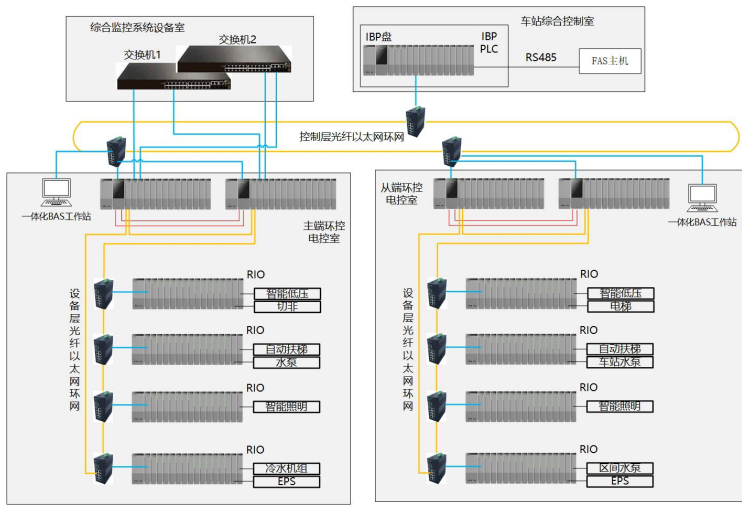 综合监控系统设备室
交换机1
交换机2
车站综合控制室
IBP盘
IBP
PLC
RS485
FAS主机
控制层光纤以太网环网
一体化BAS工作站
主端环控
电控室
设备层光纤以太网环网
RIO
智能低压
切非
RIO
自动扶梯
水泵
RIO
智能照明
RIO
冷水机组
EPS
从端环控
电控室
一体化BAS工作站
设备层光纤以太网环网
RIO
智能低压
电梯
RIO
自动扶梯
车站水泵
RIO
智能照明
RIO
区间水泵
EPS